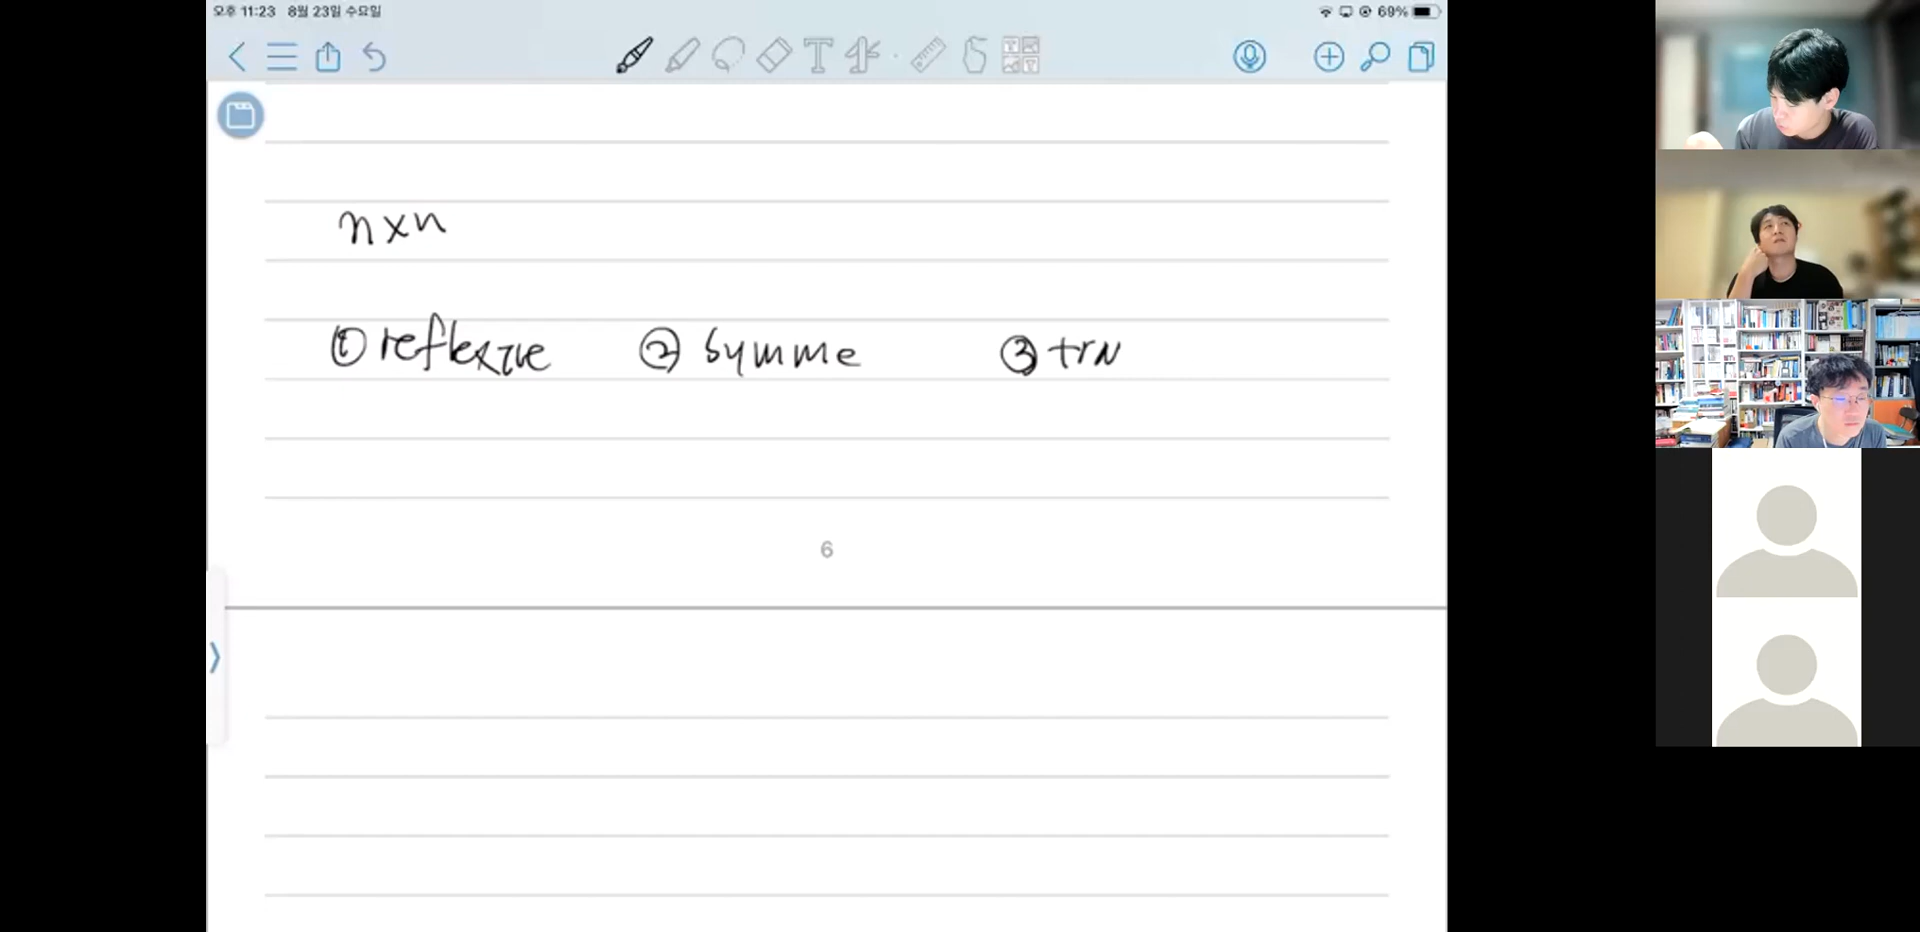 오후 11:23 8월 23일 수요일 69%
n×n
① reflexive ② symme ③ trn
6